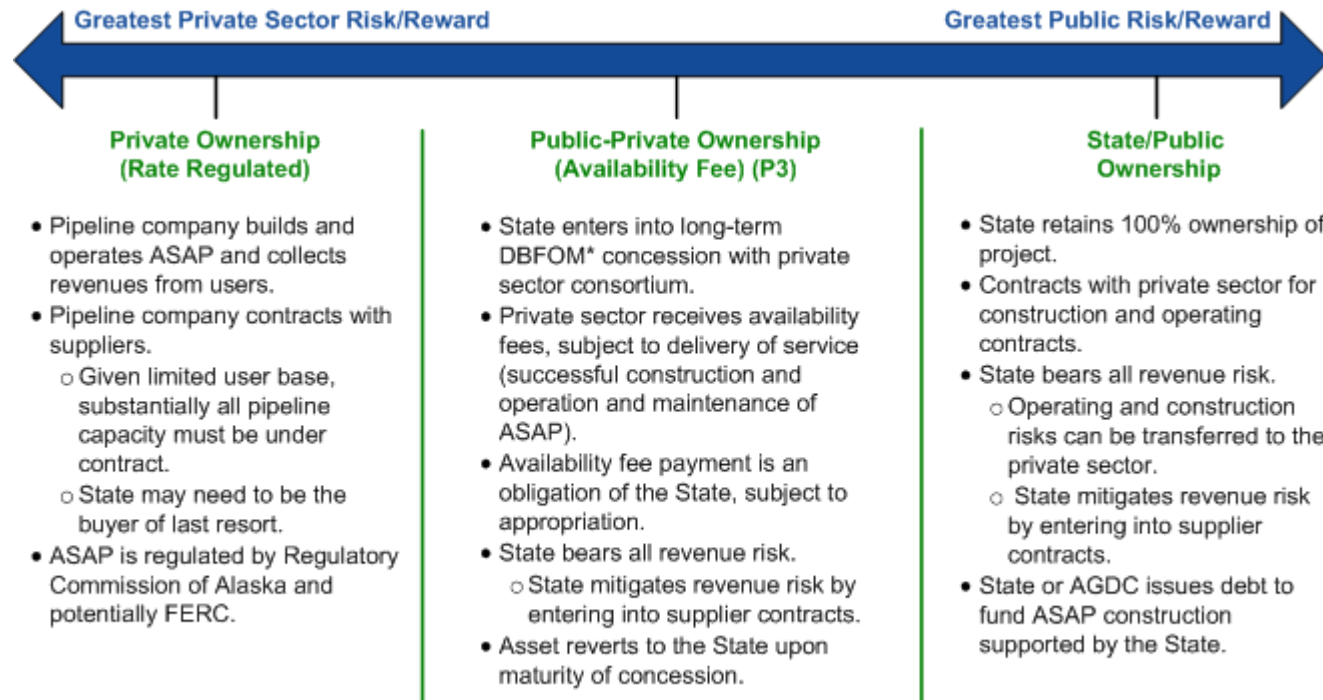 Greatest Private Sector Risk/Reward
Greatest Public Risk/Reward
Private Ownership
(Rate Regulated)
• Pipeline company builds and
operates ASAP and collects
revenues from users.
• Pipeline company contracts with
suppliers.
○ Given limited user base,
substantially all pipeline
capacity must be under
contract.
○ State may need to be the
buyer of last resort.
• ASAP is regulated by Regulatory
Commission of Alaska and
potentially FERC.
Public-Private Ownership
(Availability Fee) (P3)
• State enters into long-term
DBFOM* concession with private
sector consortium.
• Private sector receives availability
fees, subject to delivery of service
(successful construction and
operation and maintenance of
ASAP).
• Availability fee payment is an
obligation of the State, subject to
appropriation.
• State bears all revenue risk.
○ State mitigates revenue risk by
entering into supplier contracts.
• Asset reverts to the State upon
maturity of concession.
State/Public
Ownership
• State retains 100% ownership of
project.
• Contracts with private sector for
construction and operating
contracts.
• State bears all revenue risk.
○ Operating and construction
risks can be transferred to the
private sector.
○ State mitigates revenue risk
by entering into supplier
contracts.
• State or AGDC issues debt to
fund ASAP construction
supported by the State.